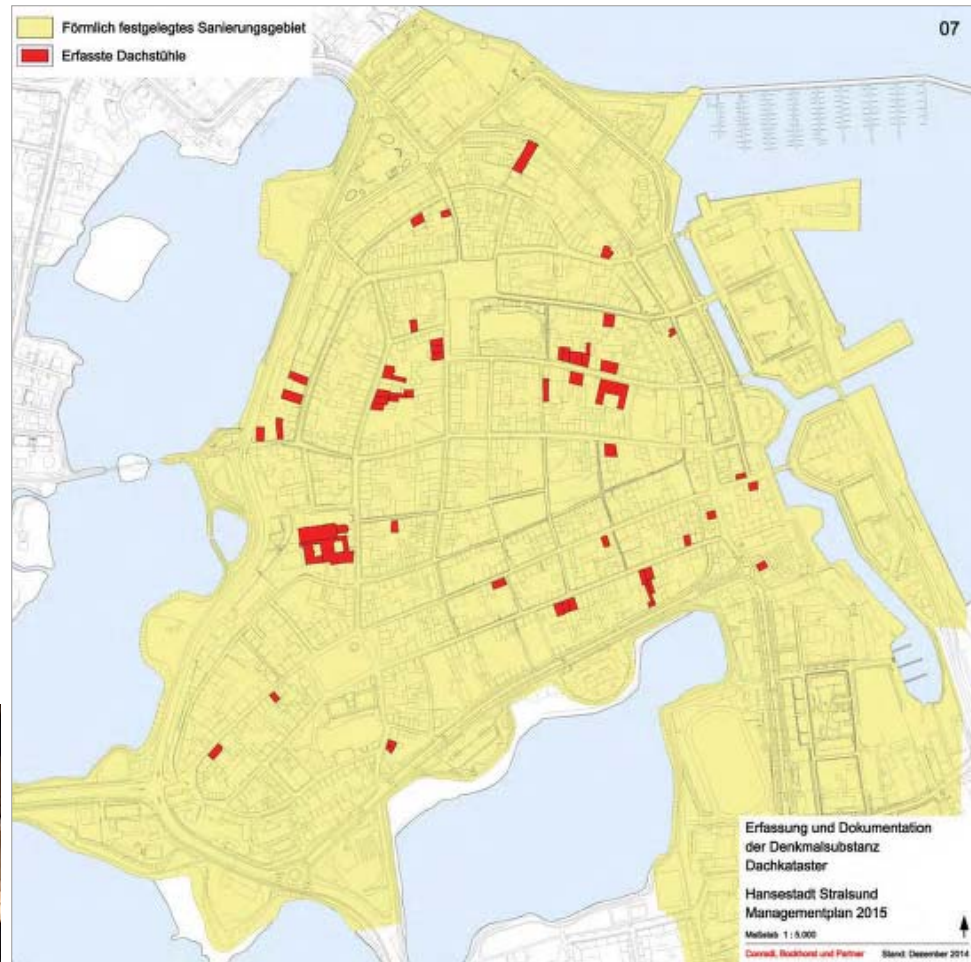 Förmlich festgelegtes Sanierungsgebiet
Erfasste Dachstühle
07
Erfassung und Dokumentation
der Denkmalsubstanz
Dachkataster
Hansestadt Stralsund
Managementplan 2015
Maßstab 1 : 5.000
Conradi, Bockhorst und Partner Stand: Dezember 2014